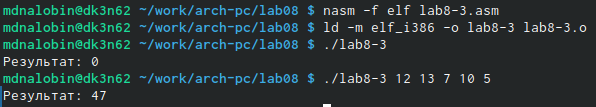 mdnalobin@dk3n62 ~/work/arch-pc/lab08 $ nasm -f elf lab8-3.asm
mdnalobin@dk3n62 ~/work/arch-pc/lab08 $ ld -m elf_i386 -o lab8-3 lab8-3.o
mdnalobin@dk3n62 ~/work/arch-pc/lab08 $ ./lab8-3
Результат: 0
mdnalobin@dk3n62 ~/work/arch-pc/lab08 $ ./lab8-3 12 13 7 10 5
Результат: 47